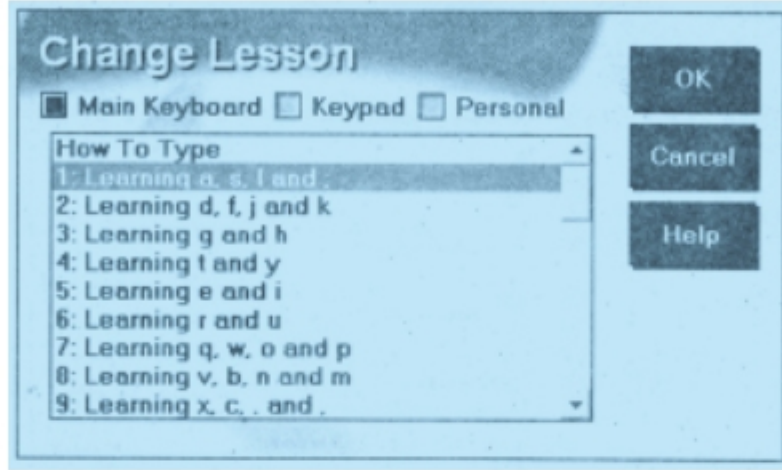 Change Lesson
Main Keyboard Keypad Personal
How To Type
1: Learning a, s, l and ,
2: Learning d, f, j and k
3: Learning g and h
4: Learning t and y
5: Learning e and i
6: Learning r and u
7: Learning q, w, o and p
8: Learning v, b, n and m
9: Learning x, c, . and ,
OK
Cancel
Help